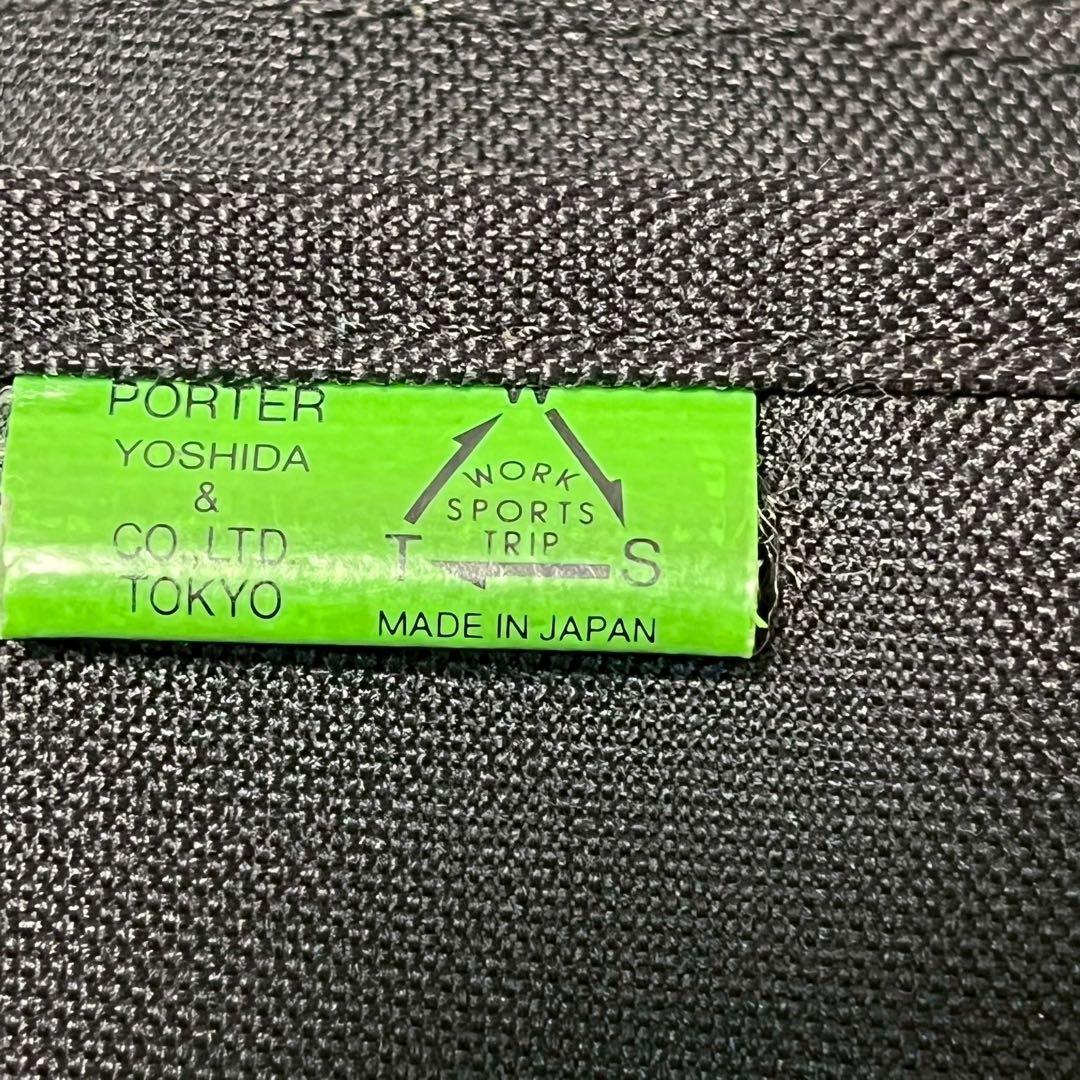 PORTER
YOSHIDA
&
CO.,LTD.
TOKYO
W
WORK
SPORTS
TRIP
T S
MADE IN JAPAN